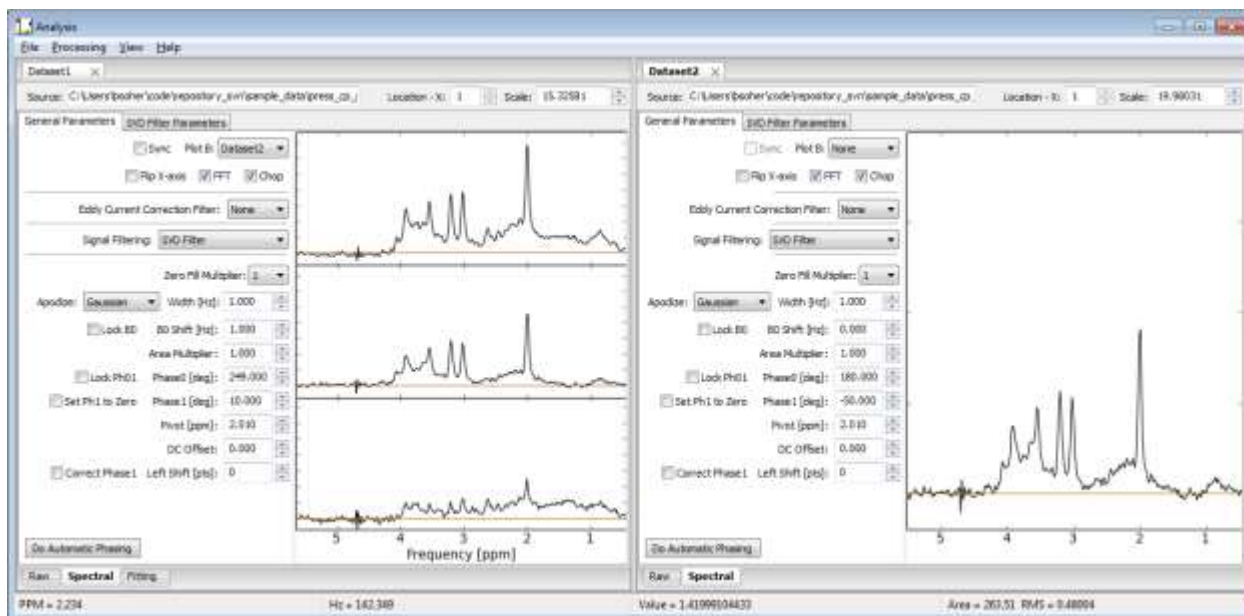 Analysis
File Processing View Help
Dataset1 X
Source: C:\Users\bsoher\code\repository_svn\sample_data\press_cp_ Location - X: 1 Scale: 15.32581
General Parameters SVD Filter Parameters
Sync Plot B: Dataset2
Flip X-axis FFT Chop
Eddy Current Correction Filter: None
Signal Filtering: SVD Filter
Zero Fill Multiplier: 1
Apodize: Gaussian Width [Hz]: 1.000
Lock B0 B0 Shift [Hz]: 1.000
Area Multiplier: 1.000
Lock Ph01 Phase0 [deg]: 249.000
Set Ph1 to Zero Phase1 [deg]: 10.000
Pivot [ppm]: 2.010
DC Offset: 0.000
Correct Phase1 Left Shift [pts]: 0
Do Automatic Phasing
5 4 3 2 1
Frequency [ppm]
Raw Spectral Fitting
Dataset2 X
Source: C:\Users\bsoher\code\repository_svn\sample_data\press_cp_ Location - X: 1 Scale: 19.98031
General Parameters SVD Filter Parameters
Sync Plot B: None
Flip X-axis FFT Chop
Eddy Current Correction Filter: None
Signal Filtering: SVD Filter
Zero Fill Multiplier: 1
Apodize: Gaussian Width [Hz]: 1.000
Lock B0 B0 Shift [Hz]: 0.000
Area Multiplier: 1.000
Lock Ph01 Phase0 [deg]: 180.000
Set Ph1 to Zero Phase1 [deg]: -50.000
Pivot [ppm]: 2.010
DC Offset: 0.000
Correct Phase1 Left Shift [pts]: 0
Do Automatic Phasing
5 4 3 2 1
Raw Spectral
PPM = 2.234 Hz = 142.349 Value = 1.41999104433 Area = 263.51 RMS = 0.48994